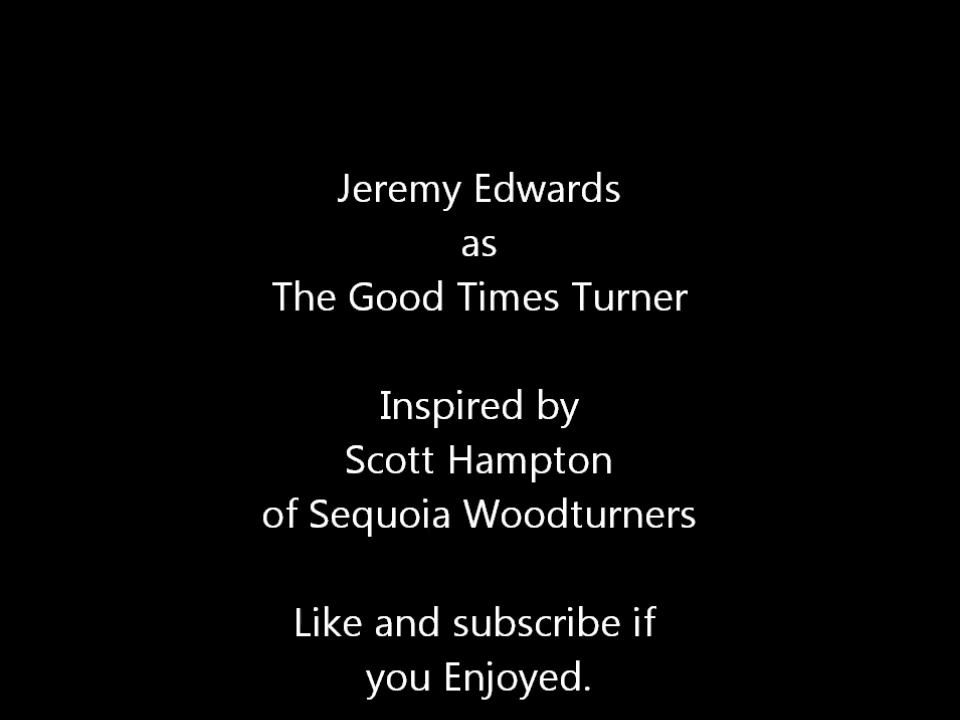 Jeremy Edwards
as
The Good Times Turner
Inspired by
Scott Hampton
of Sequoia Woodturners
Like and subscribe if
you Enjoyed.